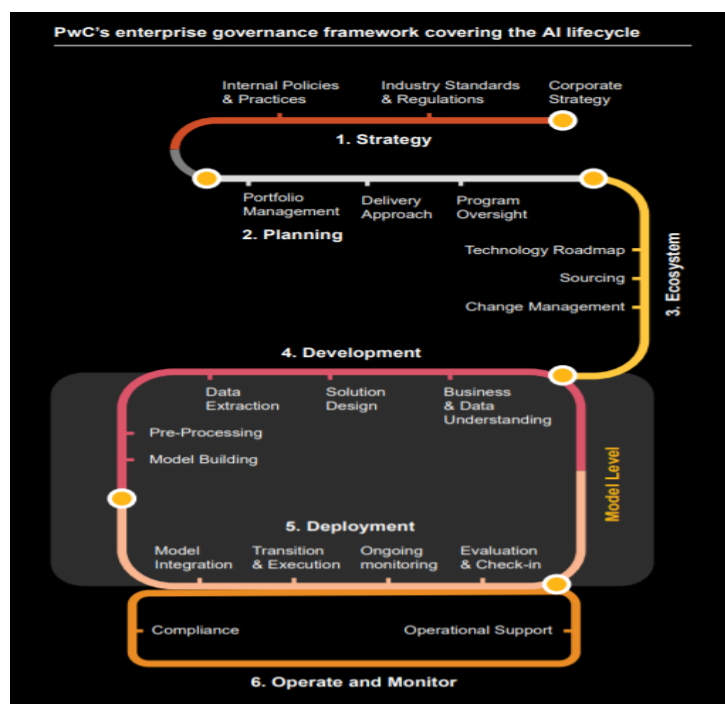 PwC's enterprise governance framework covering the AI lifecycle
Internal Policies
& Practices
Industry Standards
& Regulations
Corporate
Strategy
1. Strategy
Portfolio
Management
Delivery
Approach
Program
Oversight
2. Planning
Technology Roadmap
Sourcing
Change Management
3. Ecosystem
4. Development
Data
Extraction
Solution
Design
Business
& Data
Understanding
Pre-Processing
Model Building
Model Level
5. Deployment
Model
Integration
Transition
& Execution
Ongoing
monitoring
Evaluation
& Check-in
Compliance
Operational Support
6. Operate and Monitor